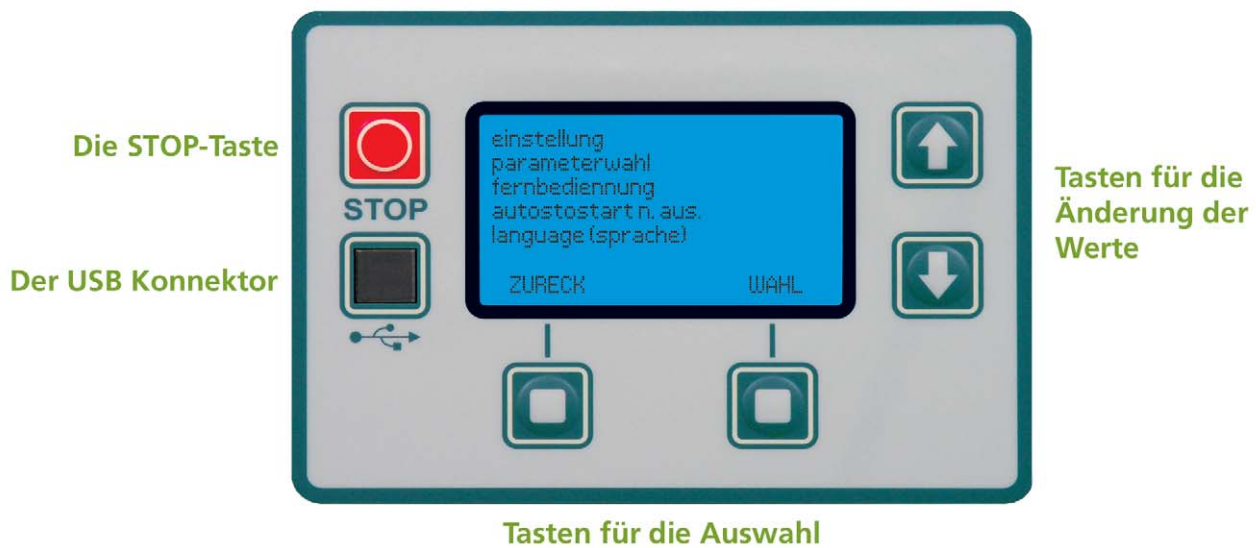 Die STOP-Taste
STOP
Der USB Konnektor
einstellung
parameterwahl
fernbediennung
autostostart n. aus.
language (sprache)
ZURECK WAHL
Tasten für die
Änderung der
Werte
Tasten für die Auswahl